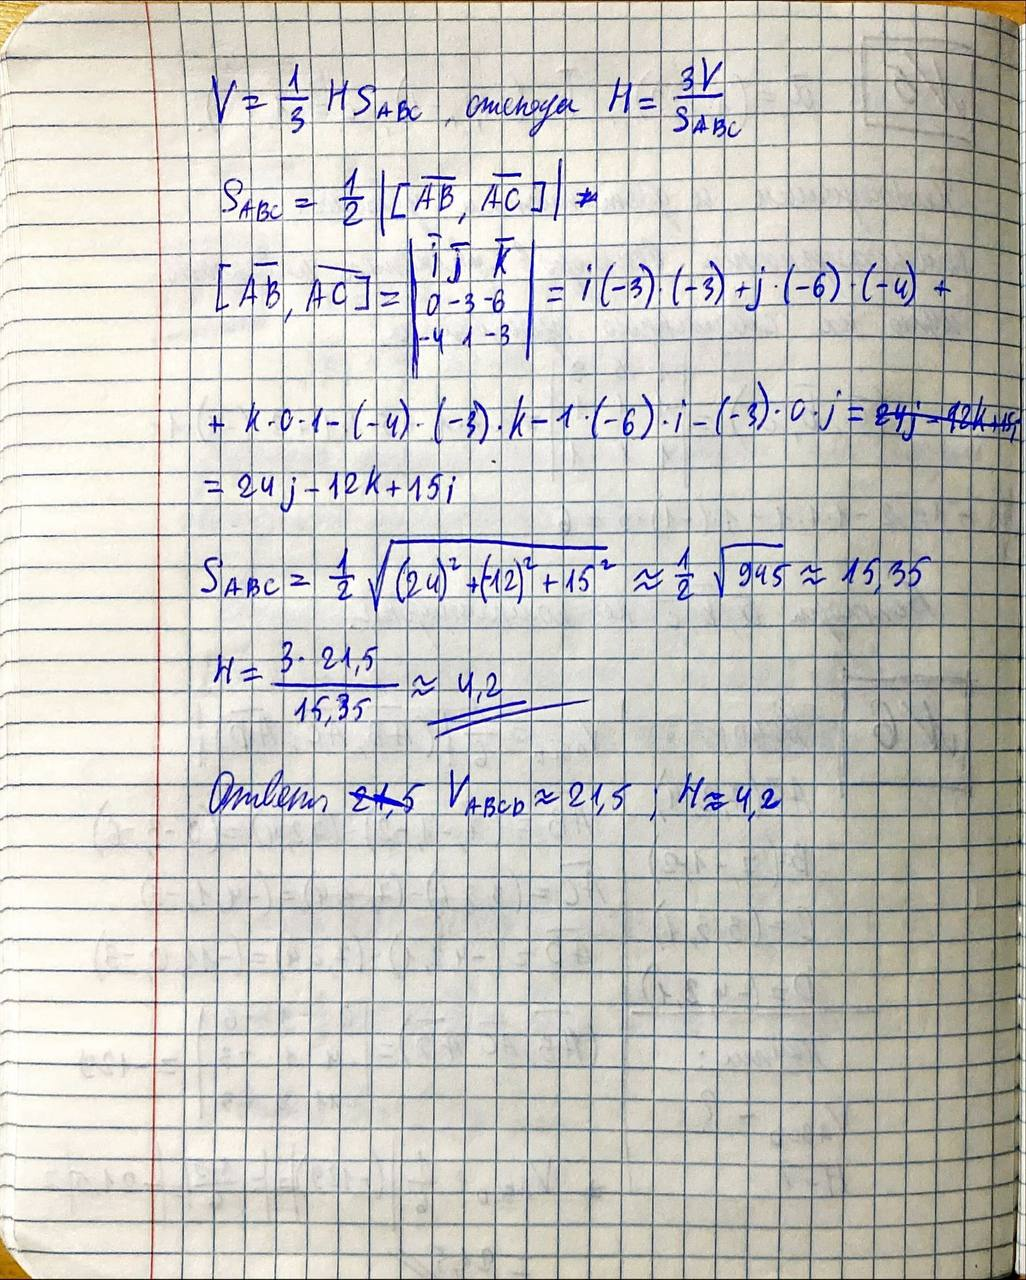 V = 1/3 H S_ABC, откуда H = 3V/S_ABC
S_ABC = 1/2 |[AB, AC]|
[AB, AC] = |i j k; 0 -3 -6; -4 1 -3| = i(-3)·(-3) + j·(-6)·(-4) +
+ k·0·1 - (-4)·(-3)·k - 1·(-6)·i - (-3)·0·j = 24j - 12k + 15i
= 24j - 12k + 15i
S_ABC = 1/2 √((24)² + (-12)² + 15²) ≈ 1/2 √945 ≈ 15,35
H = 3·21,5/15,35 ≈ 4,2
Ответ: 21,5 V_ABCD ≈ 21,5 ; H ≈ 4,2